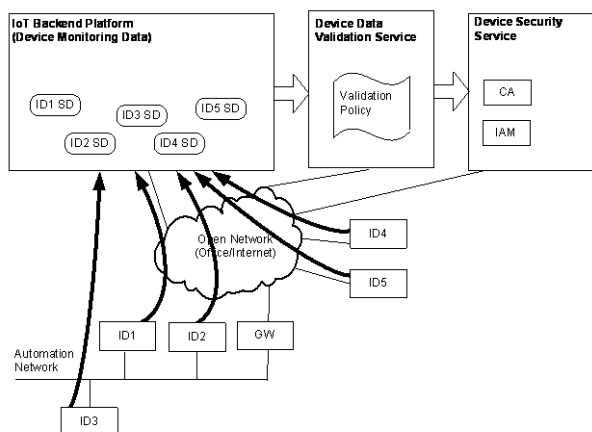 IoT Backend Platform
(Device Monitoring Data)
Device Data
Validation Service
Device Security
Service
ID1 SD
ID3 SD
ID5 SD
ID2 SD
ID4 SD
Validation
Policy
CA
IAM
Open Network
(Office/Internet)
ID4
ID5
ID1
ID2
GW
Automation
Network
ID3